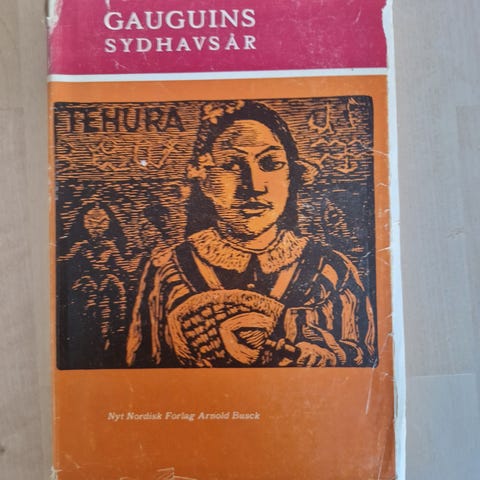 GAUGUINS
SYDHAVSÅR
TEHURA
Nyt Nordisk Forlag Arnold Busck